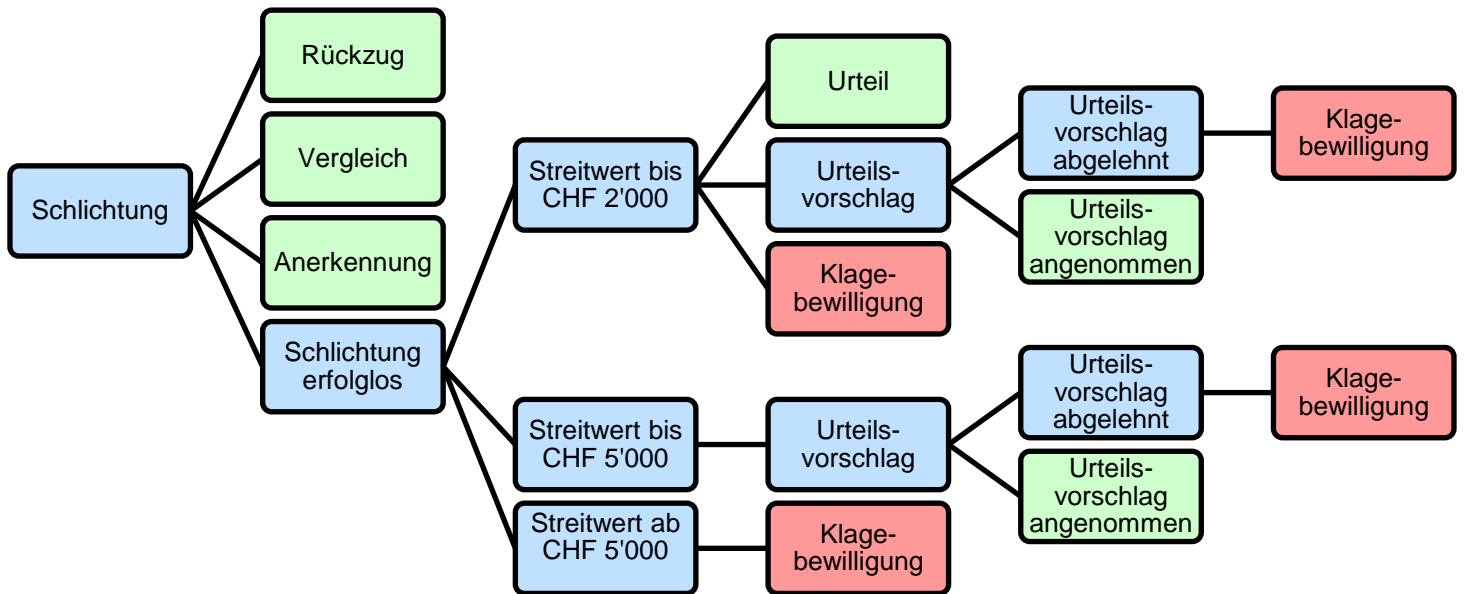 Schlichtung
Rückzug
Vergleich
Anerkennung
Schlichtung
erfolglos
Streitwert bis
CHF 2'000
Urteil
Urteils-
vorschlag
Urteils-
vorschlag
abgelehnt
Klage-
bewilligung
Urteils-
vorschlag
angenommen
Klage-
bewilligung
Streitwert bis
CHF 5'000
Urteils-
vorschlag
Urteils-
vorschlag
abgelehnt
Klage-
bewilligung
Urteils-
vorschlag
angenommen
Streitwert ab
CHF 5'000
Klage-
bewilligung